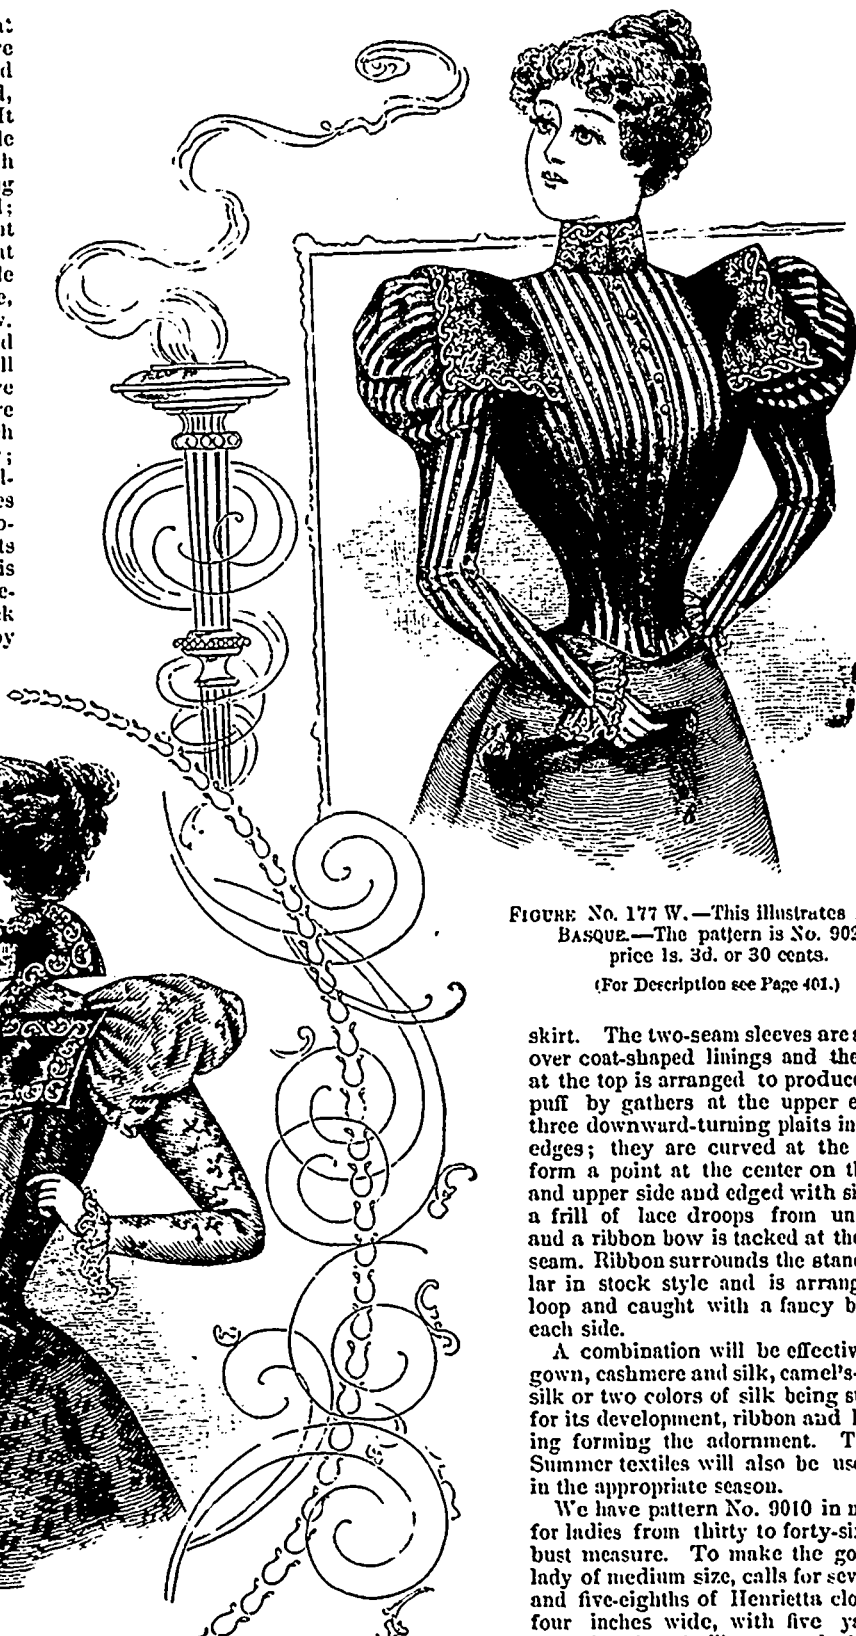 FIGURE No. 177 W.—This illustrates
BASQUE.—The pattern is No. 903
price 1s. 3d. or 30 cents.
(For Description see Page 401.)
skirt. The two-seam sleeves are
over coat-shaped linings and the
at the top is arranged to produce
puff by gathers at the upper e
three downward-turning plaits in
edges; they are curved at the
form a point at the center on th
and upper side and edged with si
a frill of lace droops from un
and a ribbon bow is tacked at the
seam. Ribbon surrounds the stan
lar in stock style and is arrang
loop and caught with a fancy b
each side.
A combination will be effectiv
gown, cashmere and silk, camel's-
silk or two colors of silk being s
for its development, ribbon and
ing forming the adornment. T
Summer textiles will also be us
in the appropriate season.
We have pattern No. 9010 in
for ladies from thirty to forty-si
bust measure. To make the go
lady of medium size, calls for sev
and five-eighths of Henrietta clo
four inches wide, with five y